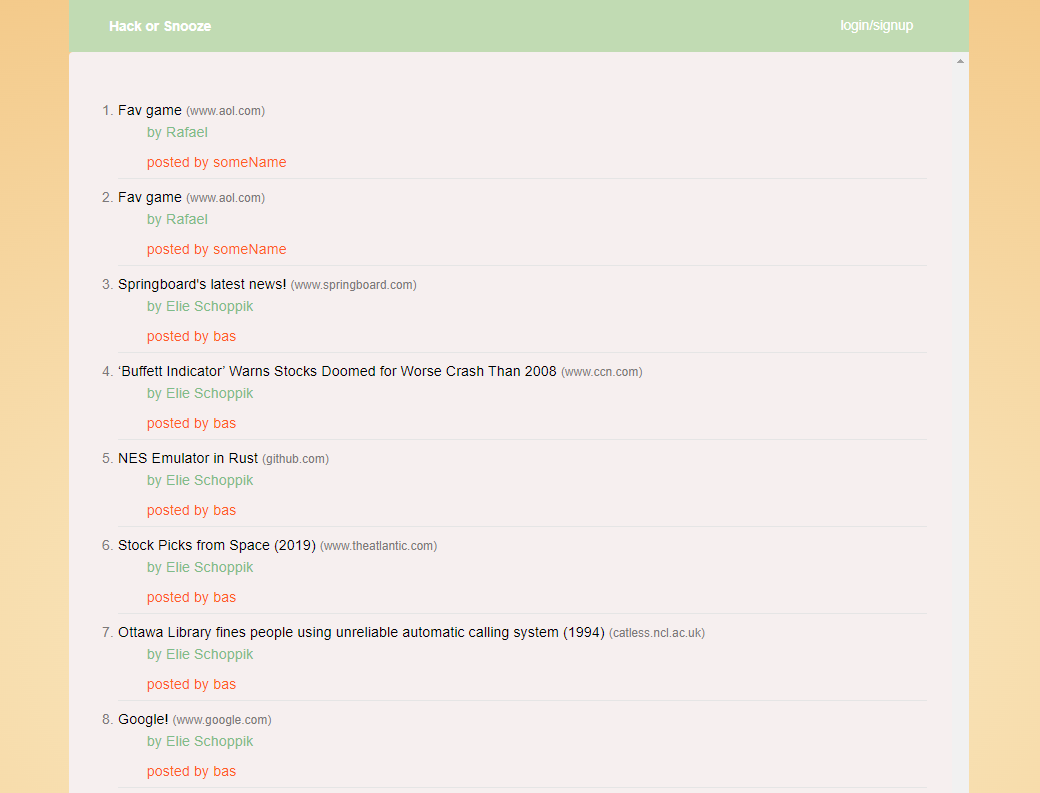 Hack or Snooze login/signup
1. Fav game (www.aol.com)
by Rafael
posted by someName
2. Fav game (www.aol.com)
by Rafael
posted by someName
3. Springboard's latest news! (www.springboard.com)
by Elie Schoppik
posted by bas
4. ‘Buffett Indicator’ Warns Stocks Doomed for Worse Crash Than 2008 (www.ccn.com)
by Elie Schoppik
posted by bas
5. NES Emulator in Rust (github.com)
by Elie Schoppik
posted by bas
6. Stock Picks from Space (2019) (www.theatlantic.com)
by Elie Schoppik
posted by bas
7. Ottawa Library fines people using unreliable automatic calling system (1994) (catless.ncl.ac.uk)
by Elie Schoppik
posted by bas
8. Google! (www.google.com)
by Elie Schoppik
posted by bas